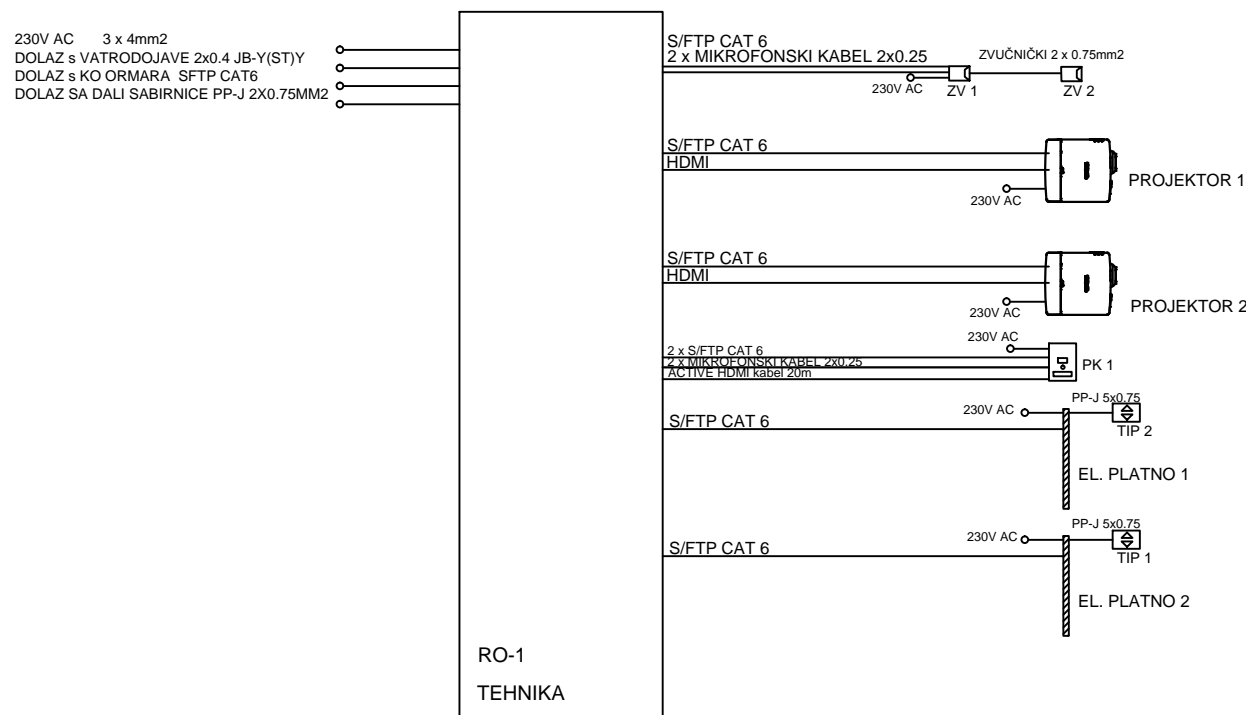 230V AC 3 x 4mm2
DOLAZ s VATRODOJAVE 2x0.4 JB-Y(ST)Y
DOLAZ s KO ORMARA SFTP CAT6
DOLAZ SA DALI SABIRNICE PP-J 2X0.75MM2
S/FTP CAT 6
2 x MIKROFONSKI KABEL 2x0.25
ZVUČNIČKI 2 x 0.75mm2
230V AC
ZV 1
ZV 2
S/FTP CAT 6
HDMI
230V AC
PROJEKTOR 1
S/FTP CAT 6
HDMI
230V AC
PROJEKTOR 2
230V AC
2 x S/FTP CAT 6
2 x MIKROFONSKI KABEL 2x0.25
ACTIVE HDMI kabel 20m
PK 1
PP-J 5x0.75
230V AC
S/FTP CAT 6
TIP 2
EL. PLATNO 1
PP-J 5x0.75
230V AC
S/FTP CAT 6
TIP 1
EL. PLATNO 2
RO-1
TEHNIKA